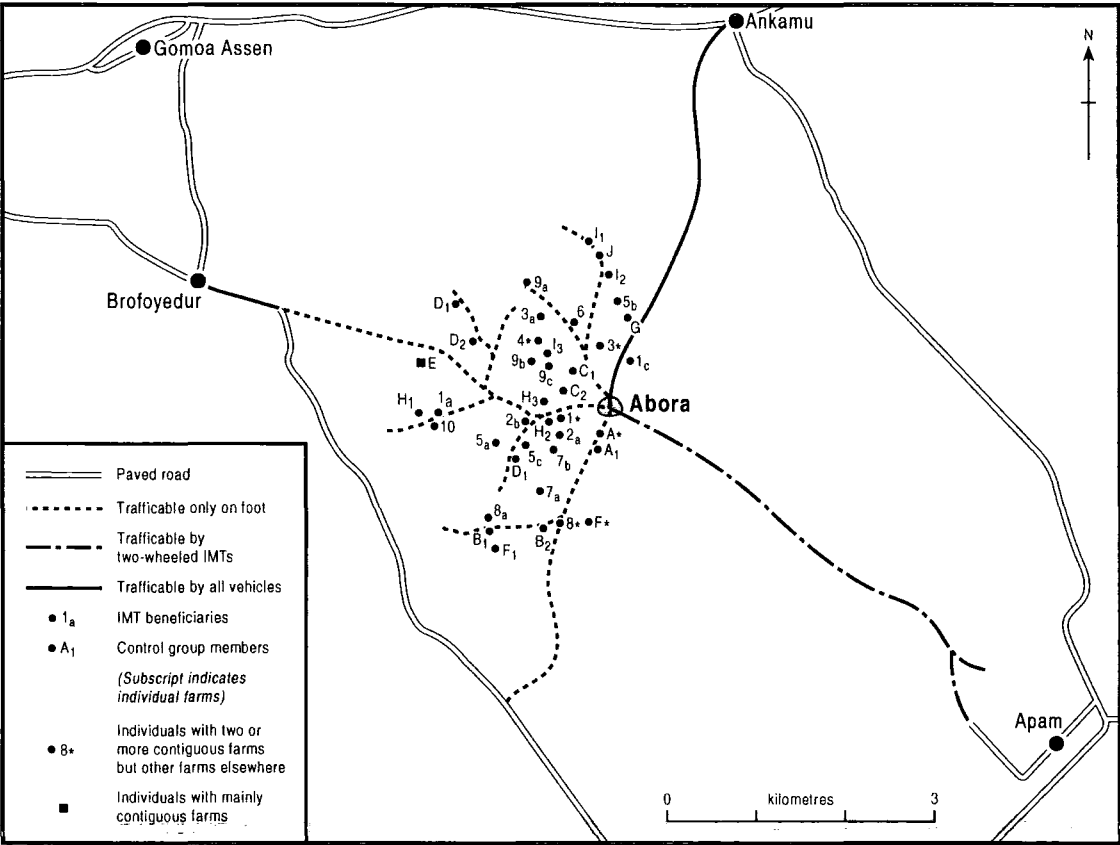 Ankamu
Gomoa Assen
N
I₁
J
I₂
9ₐ
5b
D₁
3ₐ
6
G
Brofoyedur
D₂
4*
I₃
3*
9b
1c
E
9c
C₁
C₂
H₁
1ₐ
H₃
Abora
10
2b
H₂
1*
2ₐ
A*
5ₐ
5c
7b
A₁
D₁
7ₐ
8ₐ
8*
F*
B₁
B₂
F₁
Paved road
Trafficable only on foot
Trafficable by
two-wheeled IMTs
Trafficable by all vehicles
1ₐ IMT beneficiaries
A₁ Control group members
(Subscript indicates
individual farms)
8* Individuals with two or
more contiguous farms
but other farms elsewhere
Individuals with mainly
contiguous farms
Apam
0 kilometres 3